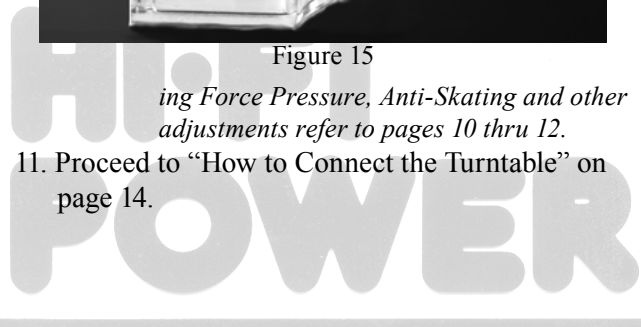 Figure 15
ing Force Pressure, Anti-Skating and other
adjustments refer to pages 10 thru 12.
11. Proceed to “How to Connect the Turntable” on
page 14.
HI-FI
POWER